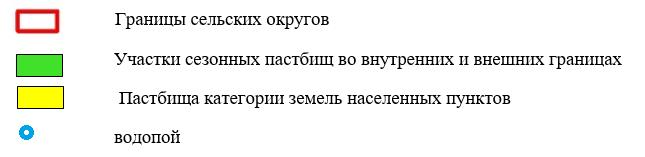 Границы сельских округов
Участки сезонных пастбищ во внутренних и внешних границах
Пастбища категории земель населенных пунктов
водопой